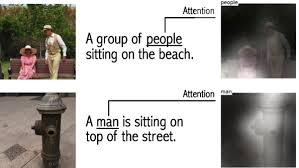 Attention
people
A group of people
sitting on the beach.
Attention
man
A man is sitting on
top of the street.